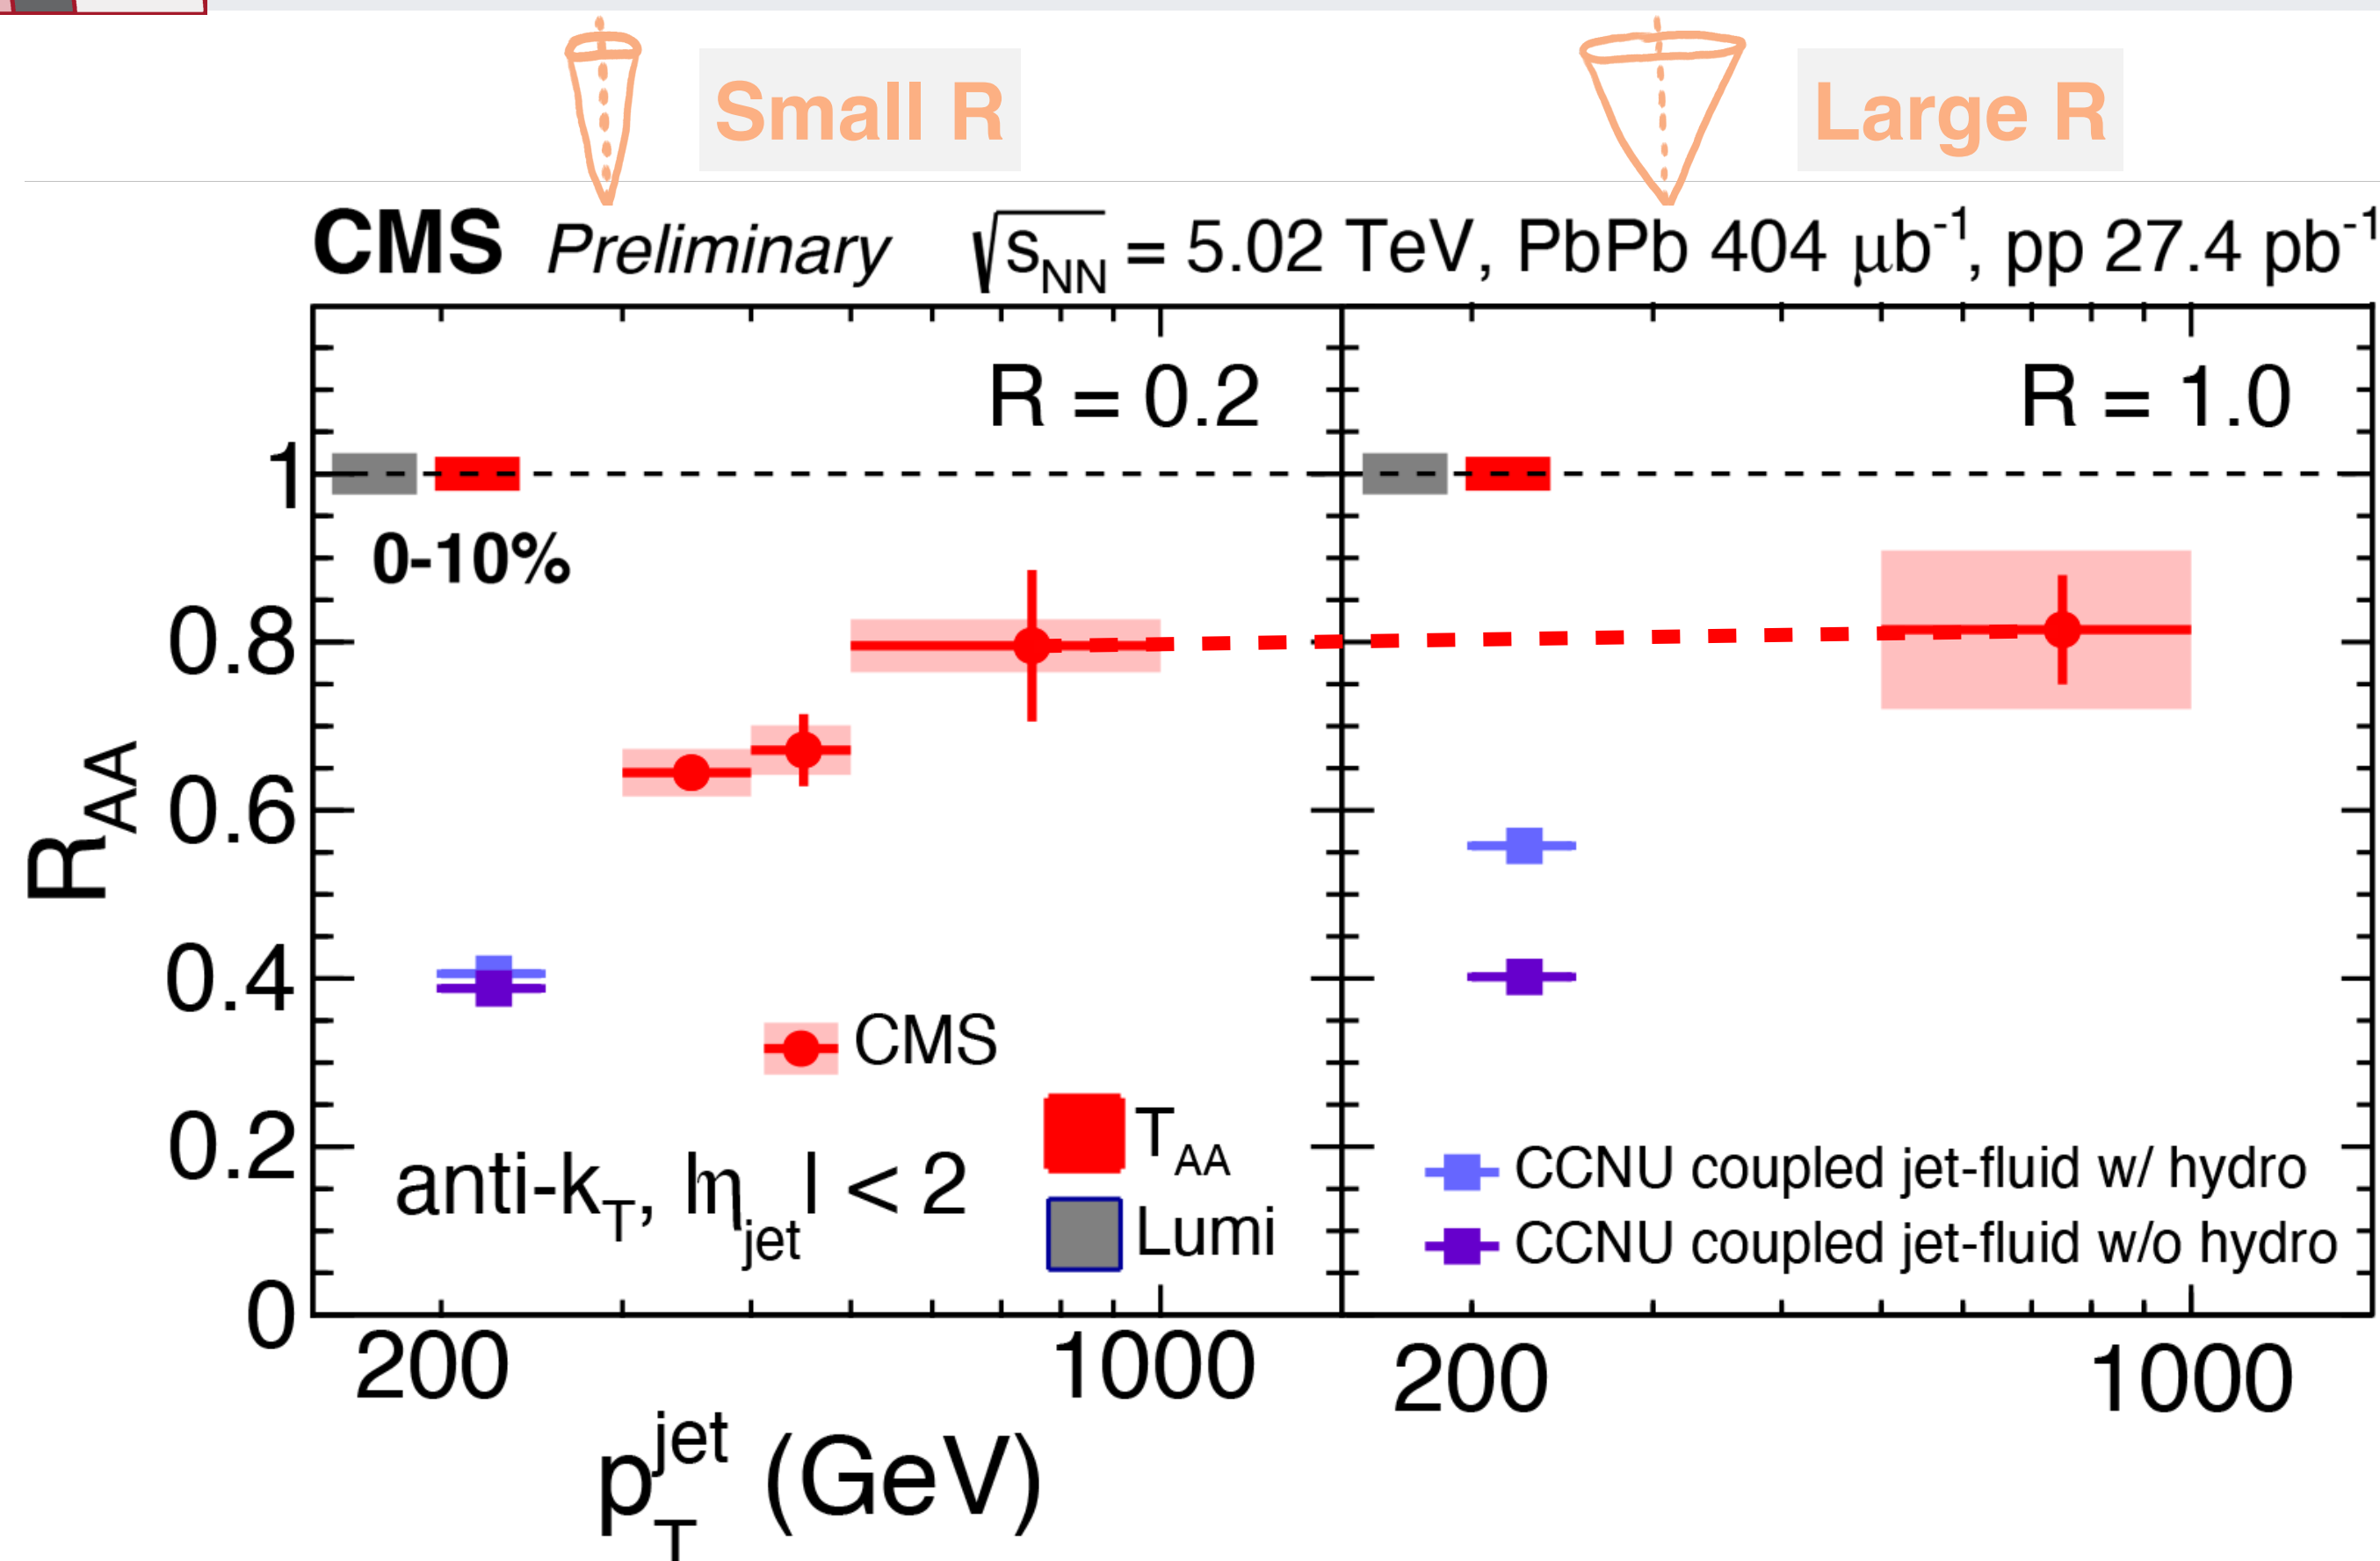 Small R
Large R
CMS Preliminary √sNN = 5.02 TeV, PbPb 404 μb-1, pp 27.4 pb-1
R = 0.2
R = 1.0
1
0-10%
0.8
0.6
0.4
0.2
0
RAA
CMS
TAA
Lumi
anti-kT, |ηjet| < 2
CCNU coupled jet-fluid w/ hydro
CCNU coupled jet-fluid w/o hydro
200
1000
200
1000
pTjet (GeV)